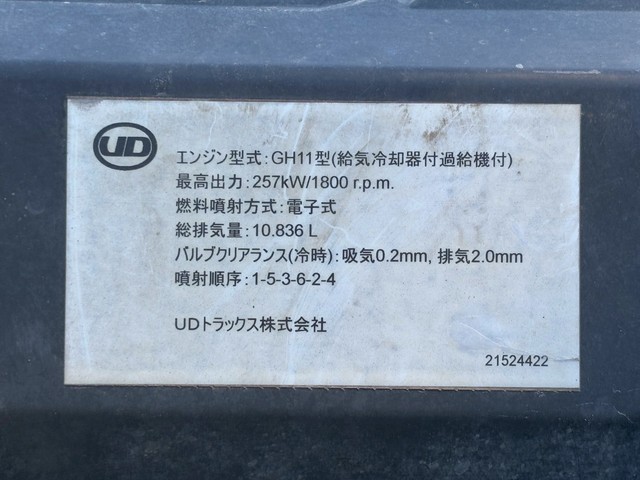 UD
エンジン型式:GH11型(給気冷却器付過給機付)
最高出力:257kW/1800 r.p.m.
燃料噴射方式:電子式
総排気量:10.836 L
バルブクリアランス(冷時):吸気0.2mm, 排気2.0mm
噴射順序:1-5-3-6-2-4
UDトラックス株式会社
21524422